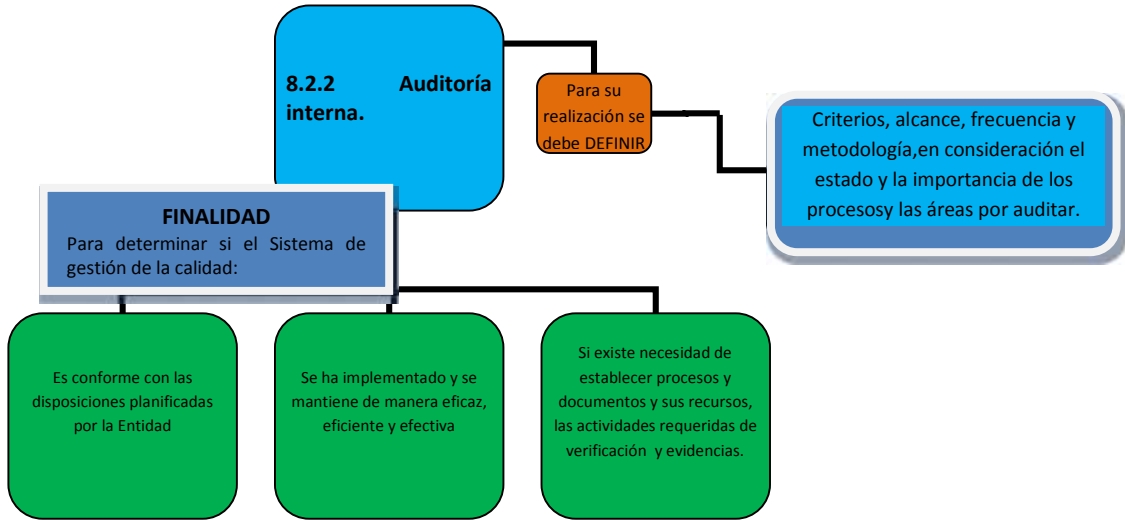 8.2.2 Auditoría
interna.
Para su
realización se
debe DEFINIR
Criterios, alcance, frecuencia y
metodología,en consideración el
estado y la importancia de los
procesosy las áreas por auditar.
FINALIDAD
Para determinar si el Sistema de
gestión de la calidad:
Es conforme con las
disposiciones planificadas
por la Entidad
Se ha implementado y se
mantiene de manera eficaz,
eficiente y efectiva
Si existe necesidad de
establecer procesos y
documentos y sus recursos,
las actividades requeridas de
verificación y evidencias.